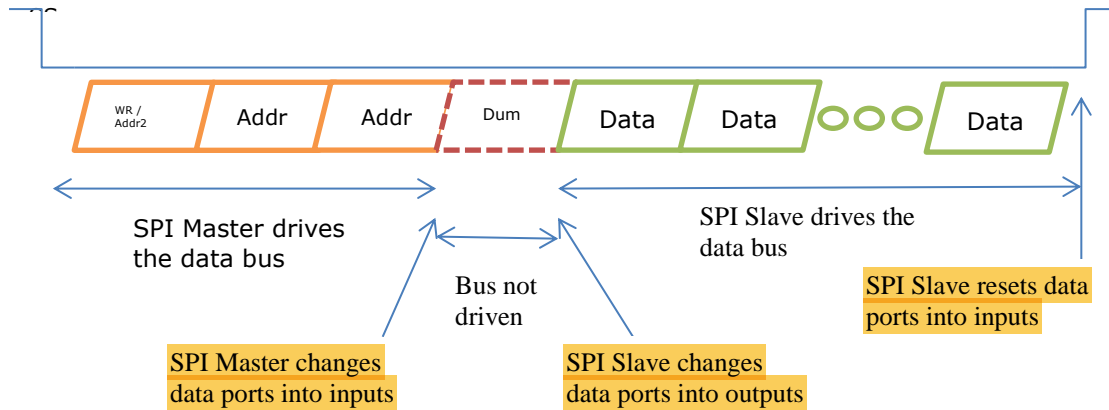 WR /
Addr2
Addr
Addr
Dum
Data
Data
Data
SPI Master drives
the data bus
SPI Slave drives the
data bus
Bus not
driven
SPI Slave resets data
ports into inputs
SPI Master changes
data ports into inputs
SPI Slave changes
data ports into outputs